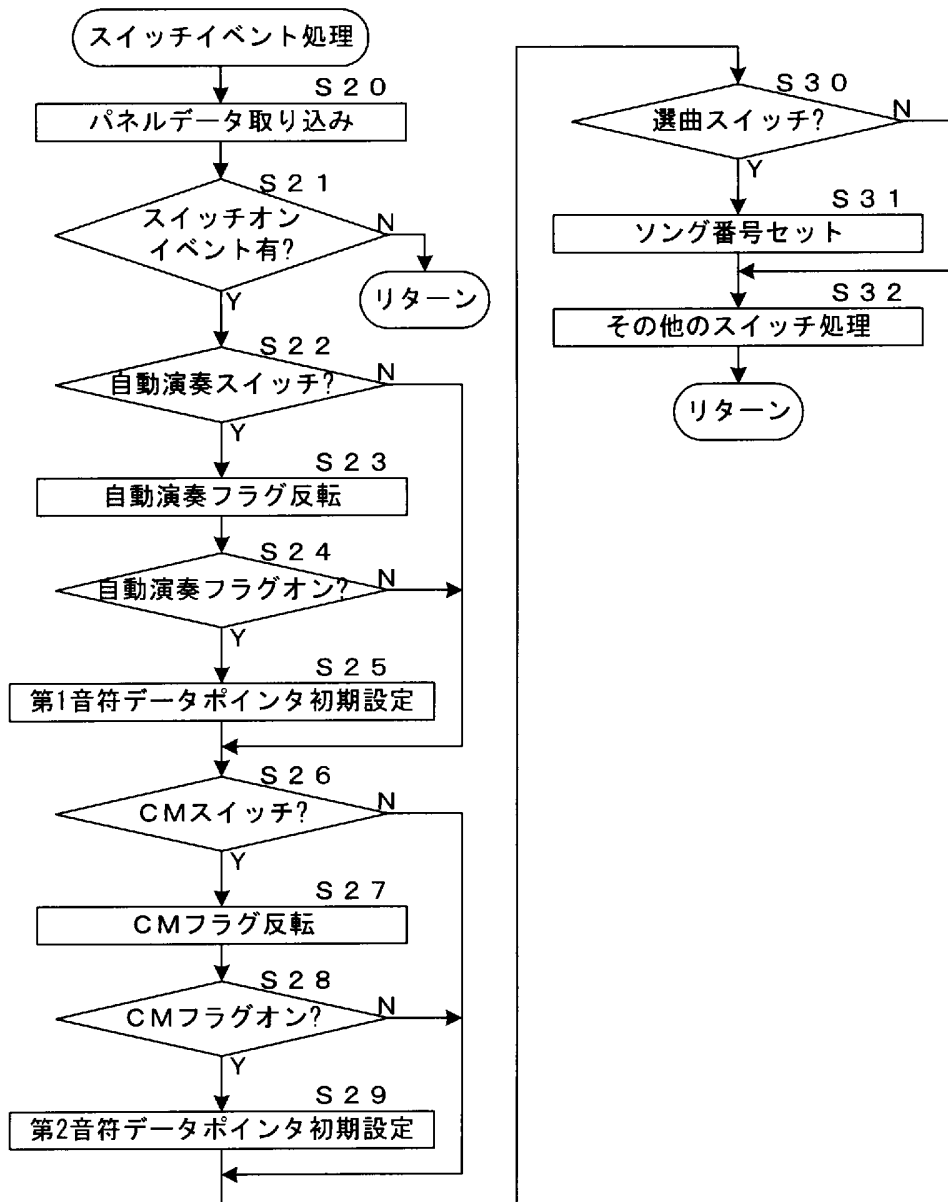 スイッチイベント処理
S20
パネルデータ取り込み
S21
スイッチオン
イベント有?
N
リターン
Y
S22
自動演奏スイッチ?
N
Y
S23
自動演奏フラグ反転
S24
自動演奏フラグオン?
N
Y
S25
第1音符データポインタ初期設定
S26
CMスイッチ?
N
Y
S27
CMフラグ反転
S28
CMフラグオン?
N
Y
S29
第2音符データポインタ初期設定
S30
選曲スイッチ?
N
Y
S31
ソング番号セット
S32
その他のスイッチ処理
リターン